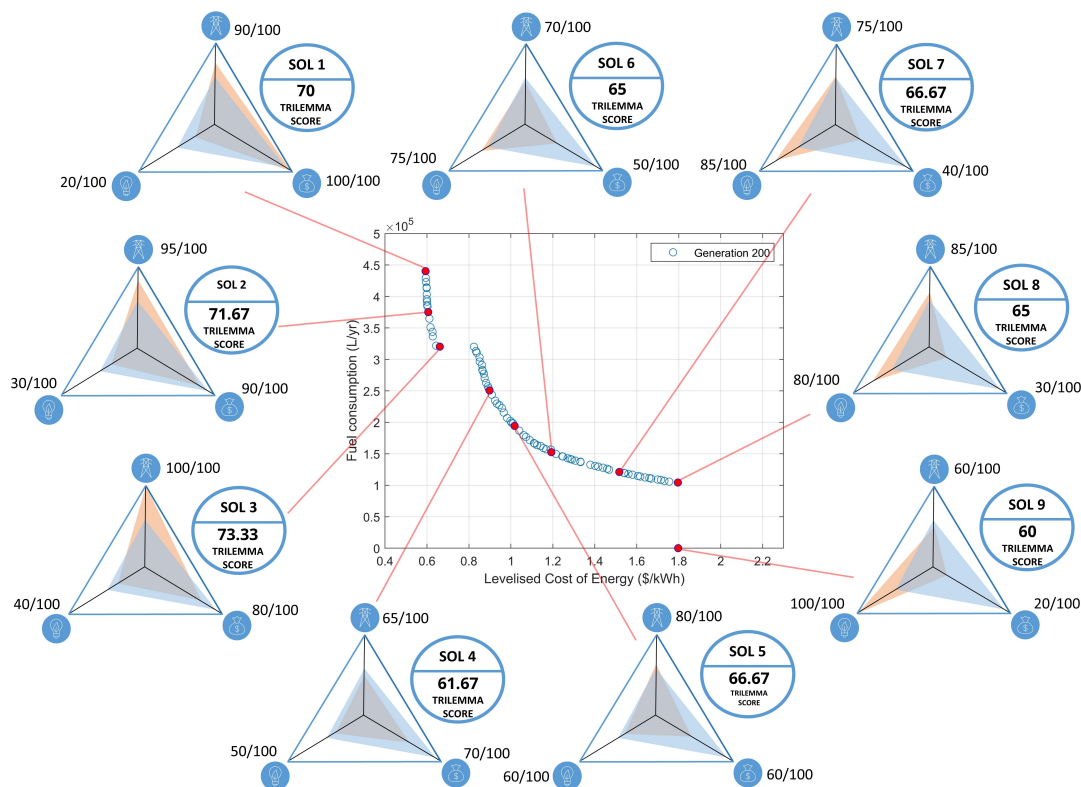 90/100
SOL 1
70
TRILEMMA
SCORE
20/100
100/100
70/100
SOL 6
65
TRILEMMA
SCORE
75/100
50/100
75/100
SOL 7
66.67
TRILEMMA
SCORE
85/100
40/100
95/100
SOL 2
71.67
TRILEMMA
SCORE
30/100
90/100
85/100
SOL 8
65
TRILEMMA
SCORE
80/100
30/100
100/100
SOL 3
73.33
TRILEMMA
SCORE
40/100
80/100
60/100
SOL 9
60
TRILEMMA
SCORE
100/100
20/100
65/100
SOL 4
61.67
TRILEMMA
SCORE
50/100
70/100
80/100
SOL 5
66.67
TRILEMMA
SCORE
60/100
60/100
×10⁵
5
4.5
4
3.5
3
2.5
2
1.5
1
0.5
0
Fuel consumption (L/yr)
Generation 200
0.4 0.6 0.8 1 1.2 1.4 1.6 1.8 2 2.2
Levelised Cost of Energy ($/kWh)
$
$
$
$
$
$
$
$
$